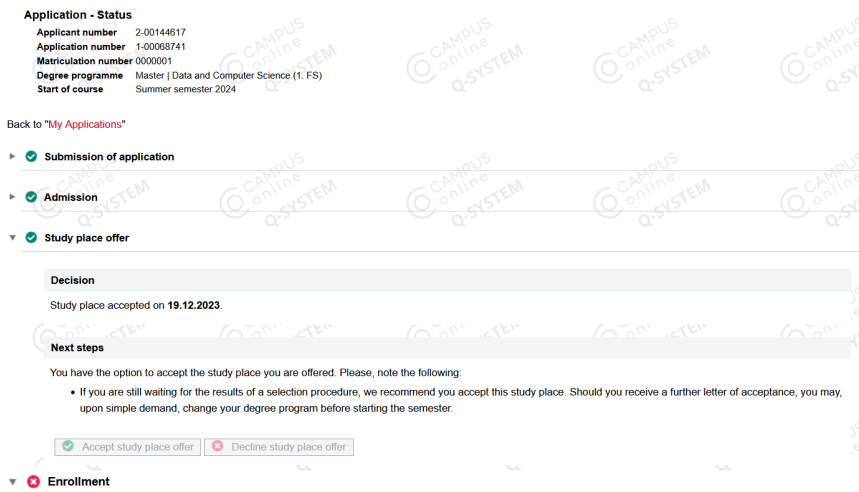 Application - Status
Applicant number 2-00144617
Application number 1-00068741
Matriculation number 0000001
Degree programme Master | Data and Computer Science (1. FS)
Start of course Summer semester 2024
Back to "My Applications"
Submission of application
Admission
Study place offer
Decision
Study place accepted on 19.12.2023.
Next steps
You have the option to accept the study place you are offered. Please, note the following:
• If you are still waiting for the results of a selection procedure, we recommend you accept this study place. Should you receive a further letter of acceptance, you may,
upon simple demand, change your degree program before starting the semester.
Accept study place offer Decline study place offer
Enrollment
CAMPUS
online
Q-SYSTEM